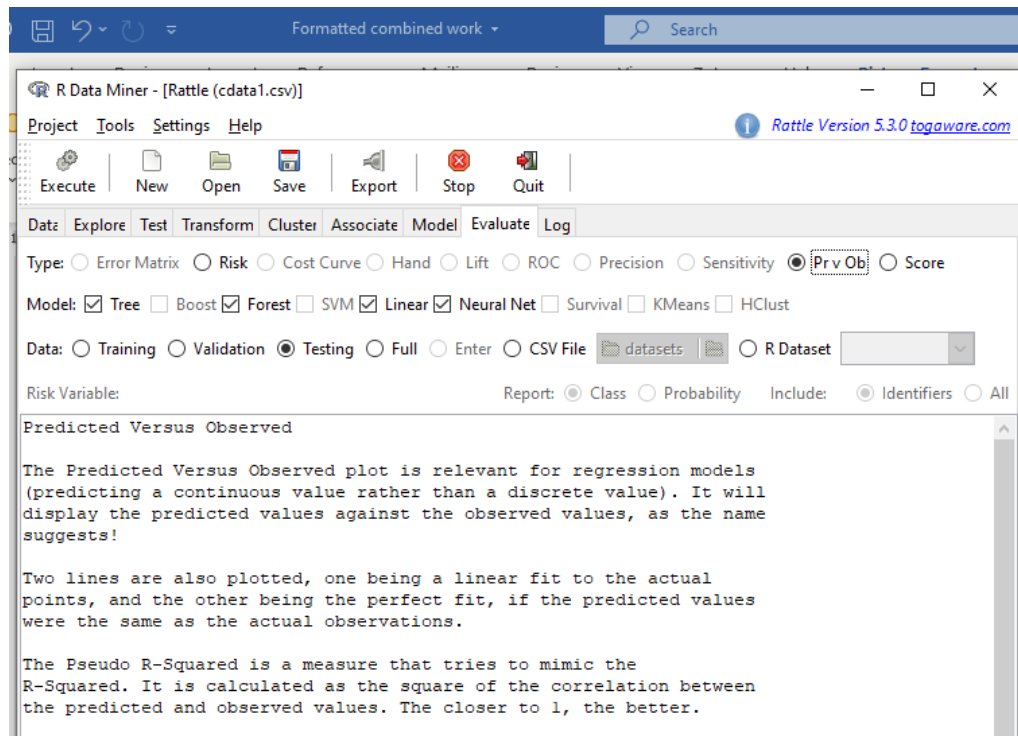 Formatted combined work
Search
R Data Miner - [Rattle (cdata1.csv)]
Project Tools Settings Help
Rattle Version 5.3.0 togaware.com
Execute New Open Save Export Stop Quit
Data Explore Test Transform Cluster Associate Model Evaluate Log
Type: Error Matrix Risk Cost Curve Hand Lift ROC Precision Sensitivity Pr v Ob Score
Model: Tree Boost Forest SVM Linear Neural Net Survival KMeans HClust
Data: Training Validation Testing Full Enter CSV File datasets R Dataset
Risk Variable: Report: Class Probability Include: Identifiers All
Predicted Versus Observed
The Predicted Versus Observed plot is relevant for regression models
(predicting a continuous value rather than a discrete value). It will
display the predicted values against the observed values, as the name
suggests!
Two lines are also plotted, one being a linear fit to the actual
points, and the other being the perfect fit, if the predicted values
were the same as the actual observations.
The Pseudo R-Squared is a measure that tries to mimic the
R-Squared. It is calculated as the square of the correlation between
the predicted and observed values. The closer to 1, the better.